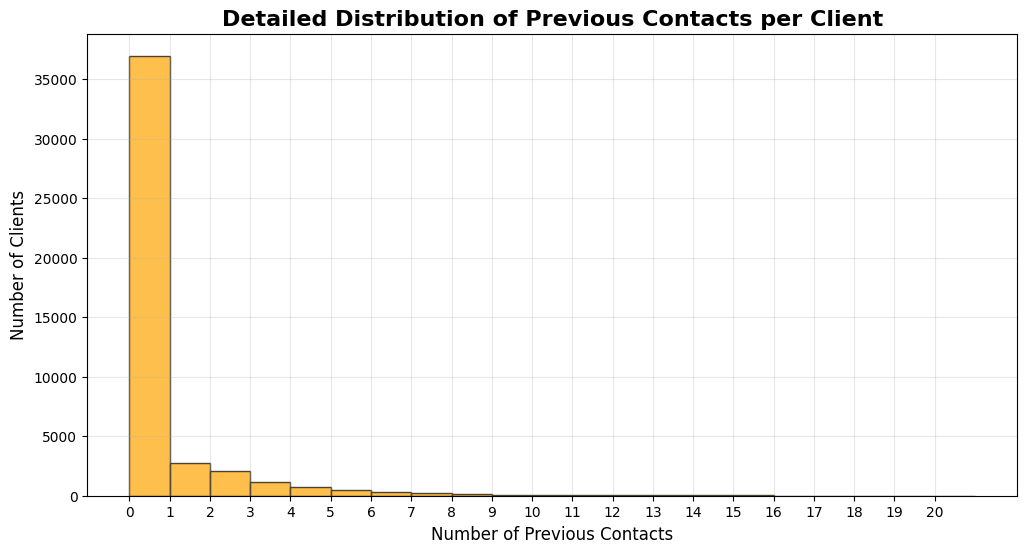 Detailed Distribution of Previous Contacts per Client
Number of Clients
35000
30000
25000
20000
15000
10000
5000
0
0 1 2 3 4 5 6 7 8 9 10 11 12 13 14 15 16 17 18 19 20
Number of Previous Contacts